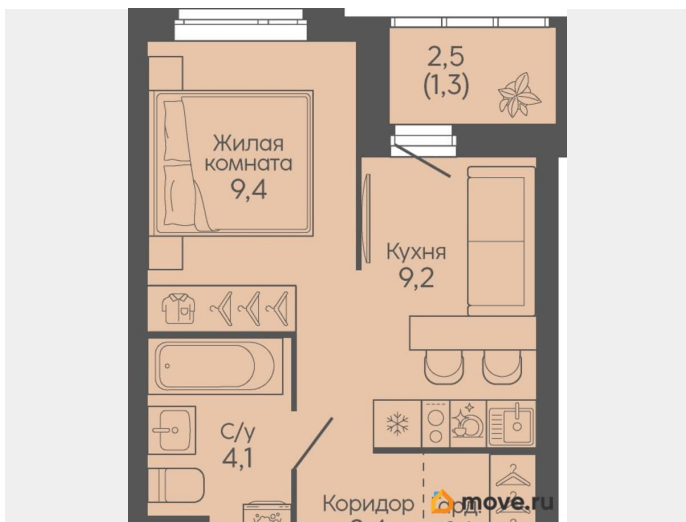 2,5
(1,3)
Жилая
комната
9,4
Кухня
9,2
С/у
4,1
Коридор
move.ru